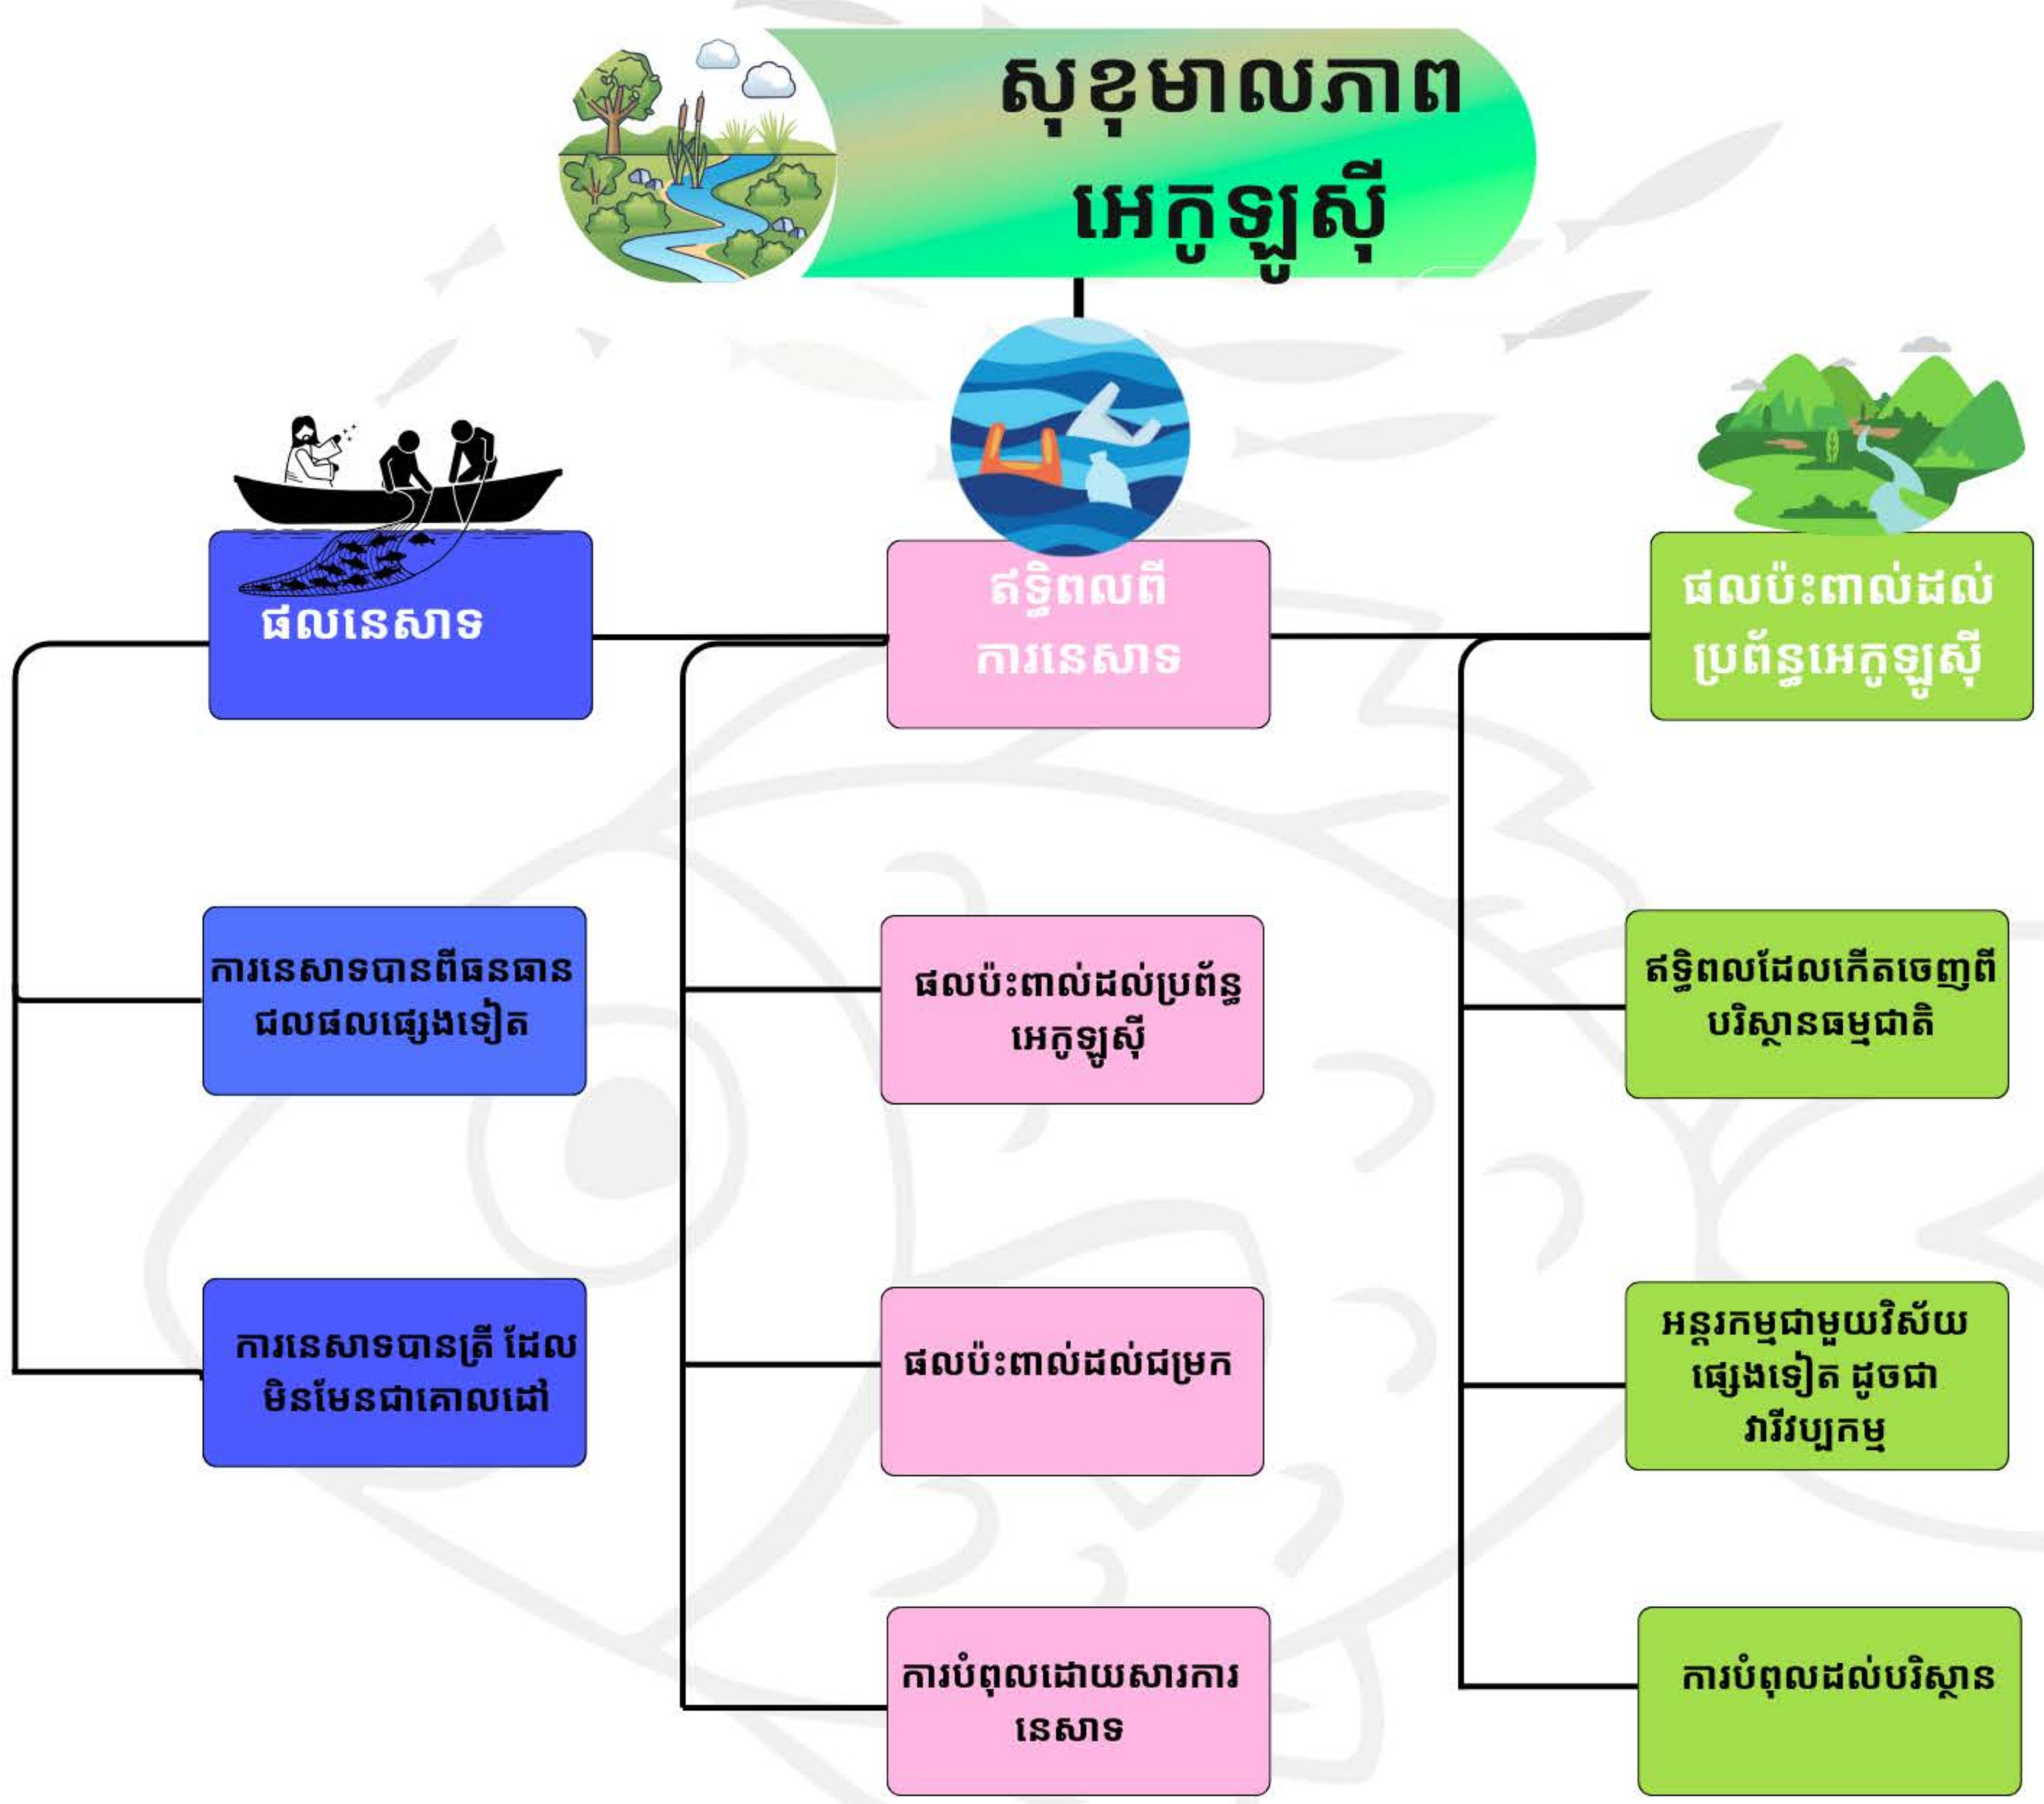 សុខុមាលភាព
អេកូឡូស៊ី
ផលនេសាទ
ឥទ្ធិពលពី
ការនេសាទ
ផលប៉ះពាល់ដល់
ប្រព័ន្ធអេកូឡូស៊ី
ការនេសាទបានពីធនធាន
ជលផលផ្សេងទៀត
ផលប៉ះពាល់ដល់ប្រព័ន្ធ
អេកូឡូស៊ី
ឥទ្ធិពលដែលកើតចេញពី
បរិស្ថានធម្មជាតិ
ការនេសាទបានត្រី ដែល
មិនមែនជាគោលដៅ
ផលប៉ះពាល់ដល់ជម្រក
អន្តរកម្មជាមួយវិស័យ
ផ្សេងទៀត ដូចជា
វារីវប្បកម្ម
ការបំពុលដោយសារការ
នេសាទ
ការបំពុលដល់បរិស្ថាន